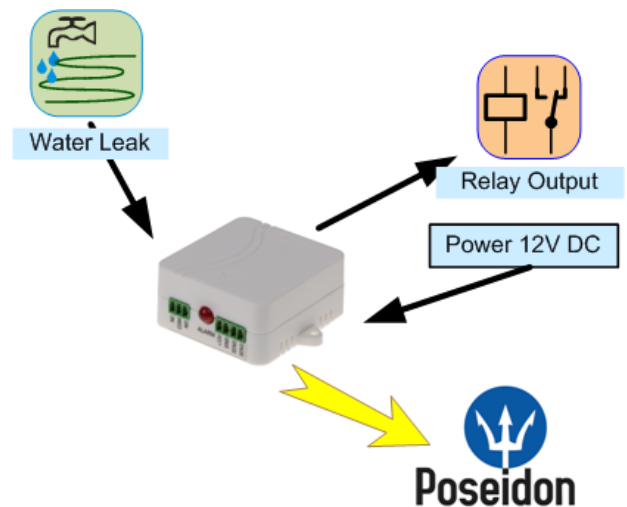 Water Leak
Relay Output
Power 12V DC
ALARM
Poseidon